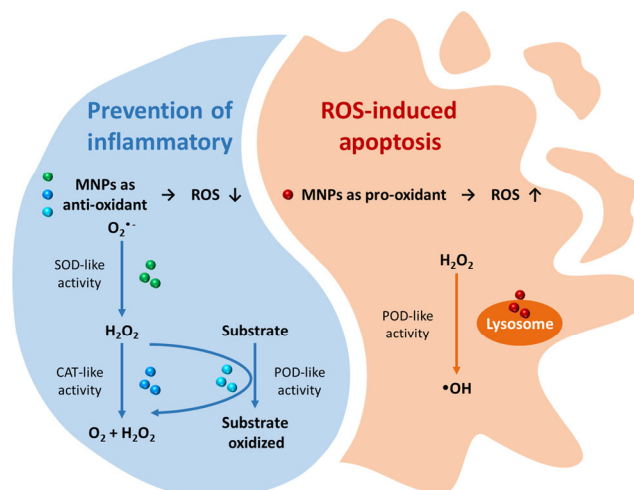 Prevention of
inflammatory
MNPs as
anti-oxidant → ROS ↓
O₂•-
SOD-like
activity
H₂O₂
Substrate
CAT-like
activity
POD-like
activity
O₂ + H₂O₂
Substrate
oxidized
ROS-induced
apoptosis
MNPs as pro-oxidant → ROS ↑
H₂O₂
POD-like
activity
Lysosome
•OH